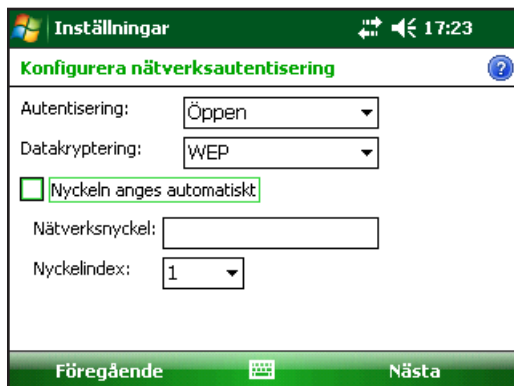 Inställningar 17:23
Konfigurera nätverksautentisering ?
Autentisering: Öppen
Datakryptering: WEP
Nyckeln anges automatiskt
Nätverksnyckel:
Nyckelindex: 1
Föregående Nästa